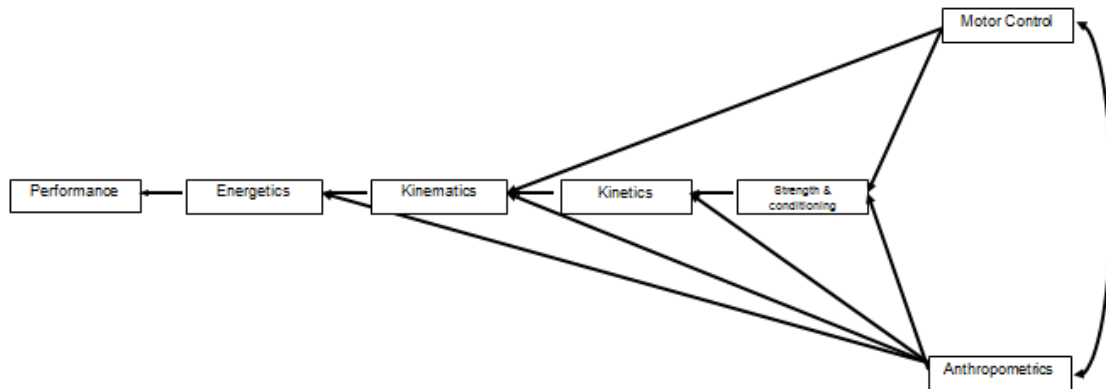 Motor Control
Performance
Energetics
Kinematics
Kinetics
Strength &
conditioning
Anthropometrics